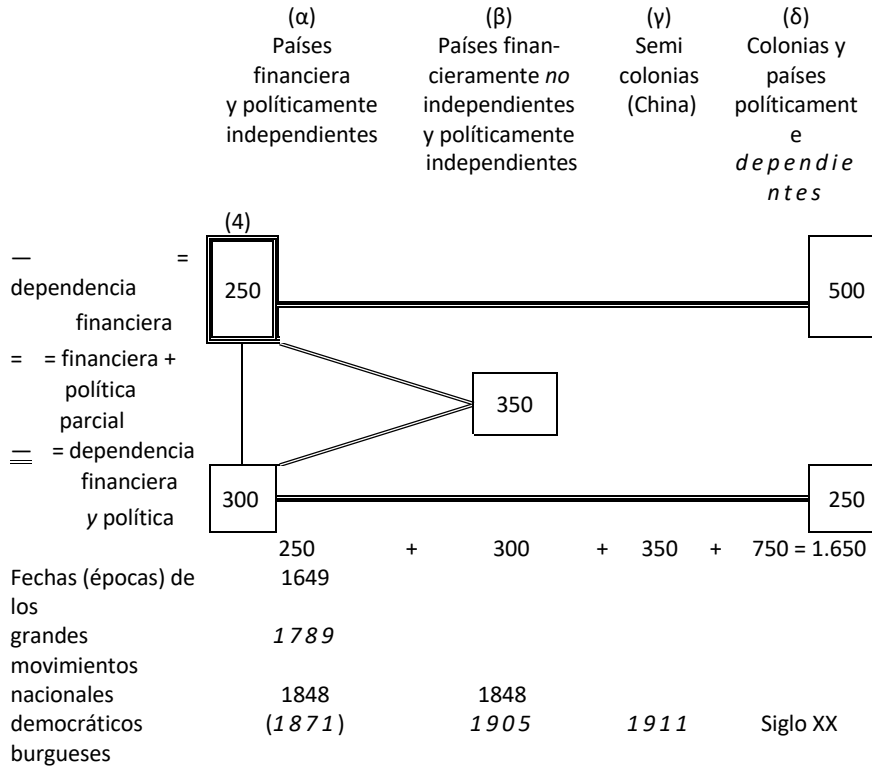 (α) (β) (γ) (δ)
Países Países finan- Semi Colonias y
financiera cieramente no colonias países
y políticamente independientes (China) políticament
independientes y políticamente e
independientes dependie
ntes
(4)
— =
dependencia 250 500
financiera
= = financiera +
política 350
parcial
— = dependencia
financiera 300 250
y política
250 + 300 + 350 + 750 = 1.650
Fechas (épocas) de 1649
los
grandes 1789
movimientos
nacionales 1848 1848
democráticos (1871) 1905 1911 Siglo XX
burgueses